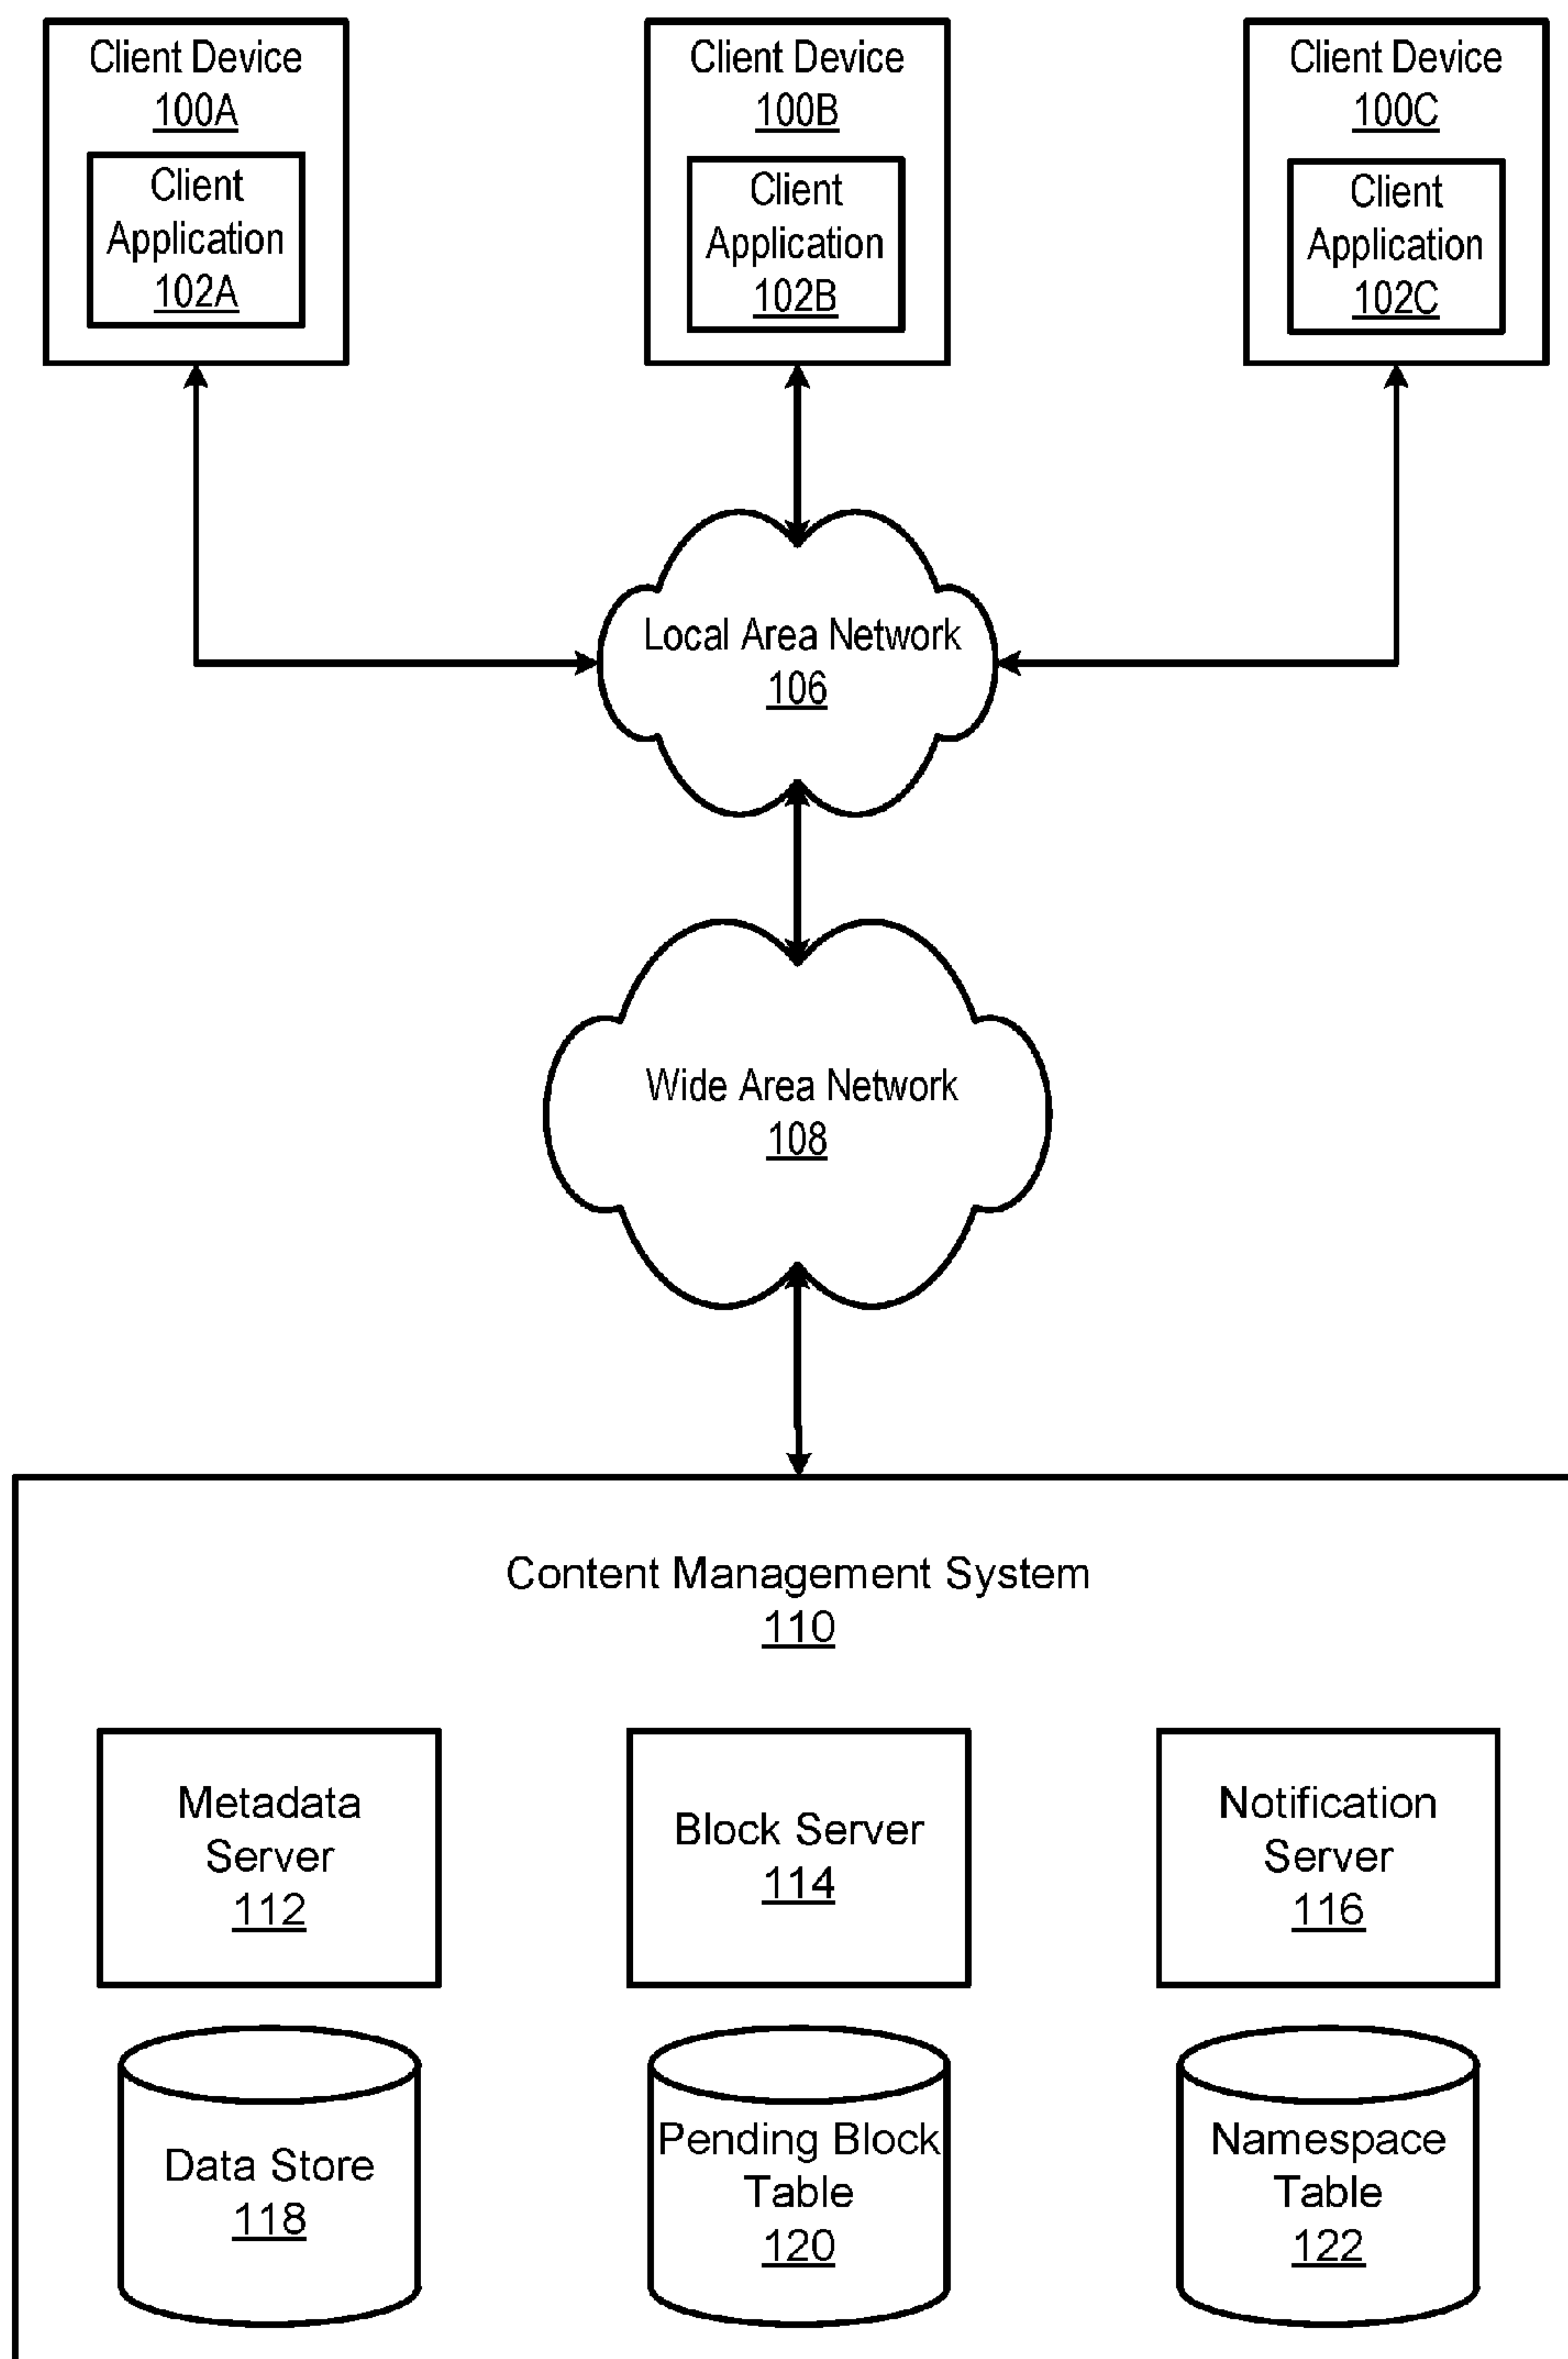 Client Device
100A
Client
Application
102A
Client Device
100B
Client
Application
102B
Client Device
100C
Client
Application
102C
Local Area Network
106
Wide Area Network
108
Content Management System
110
Metadata
Server
112
Block Server
114
Notification
Server
116
Data Store
118
Pending Block
Table
120
Namespace
Table
122